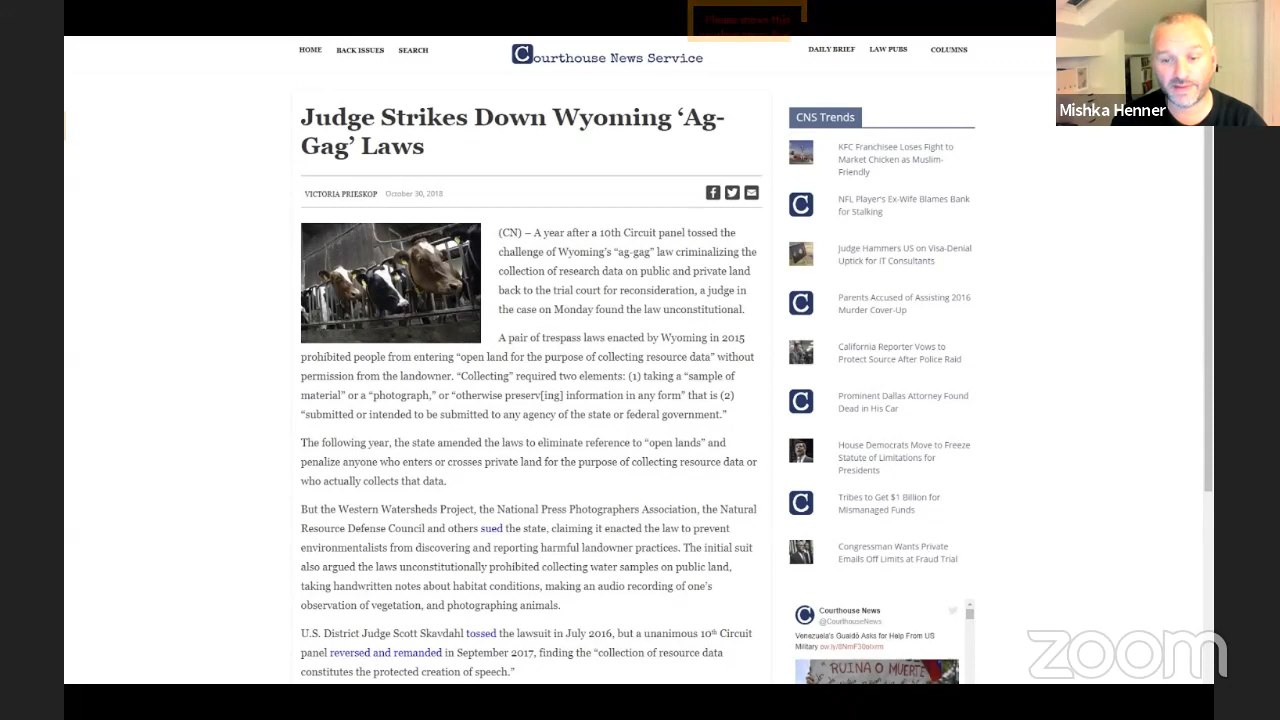 Please move this
HOME BACK ISSUES SEARCH
Courthouse News Service
DAILY BRIEF LAW PUBS COLUMNS
Mishka Henner
Judge Strikes Down Wyoming ‘Ag-
Gag’ Laws
VICTORIA PRIESKOP October 30, 2018
(CN) – A year after a 10th Circuit panel tossed the
challenge of Wyoming’s “ag-gag” law criminalizing the
collection of research data on public and private land
back to the trial court for reconsideration, a judge in
the case on Monday found the law unconstitutional.
A pair of trespass laws enacted by Wyoming in 2015
prohibited people from entering “open land for the purpose of collecting resource data” without
permission from the landowner. “Collecting” required two elements: (1) taking a “sample of
material” or a “photograph,” or “otherwise preserv[ing] information in any form” that is (2)
“submitted or intended to be submitted to any agency of the state or federal government.”
The following year, the state amended the laws to eliminate reference to “open lands” and
penalize anyone who enters or crosses private land for the purpose of collecting resource data or
who actually collects that data.
But the Western Watersheds Project, the National Press Photographers Association, the Natural
Resource Defense Council and others sued the state, claiming it enacted the law to prevent
environmentalists from discovering and reporting harmful landowner practices. The initial suit
also argued the laws unconstitutionally prohibited collecting water samples on public land,
taking handwritten notes about habitat conditions, making an audio recording of one’s
observation of vegetation, and photographing animals.
U.S. District Judge Scott Skavdahl tossed the lawsuit in July 2016, but a unanimous 10th Circuit
panel reversed and remanded in September 2017, finding the “collection of resource data
constitutes the protected creation of speech.”
CNS Trends
KFC Franchisee Loses Fight to
Market Chicken as Muslim-
Friendly
NFL Player's Ex-Wife Blames Bank
for Stalking
Judge Hammers US on Visa-Denial
Uptick for IT Consultants
Parents Accused of Assisting 2016
Murder Cover-Up
California Reporter Vows to
Protect Source After Police Raid
Prominent Dallas Attorney Found
Dead in His Car
House Democrats Move to Freeze
Statute of Limitations for
Presidents
Tribes to Get $1 Billion for
Mismanaged Funds
Congressman Wants Private
Emails Off Limits at Fraud Trial
Courthouse News
@CourthouseNews
Venezuela's Guaidó Asks for Help From US
Military
RUINA O MUERTE
zoom